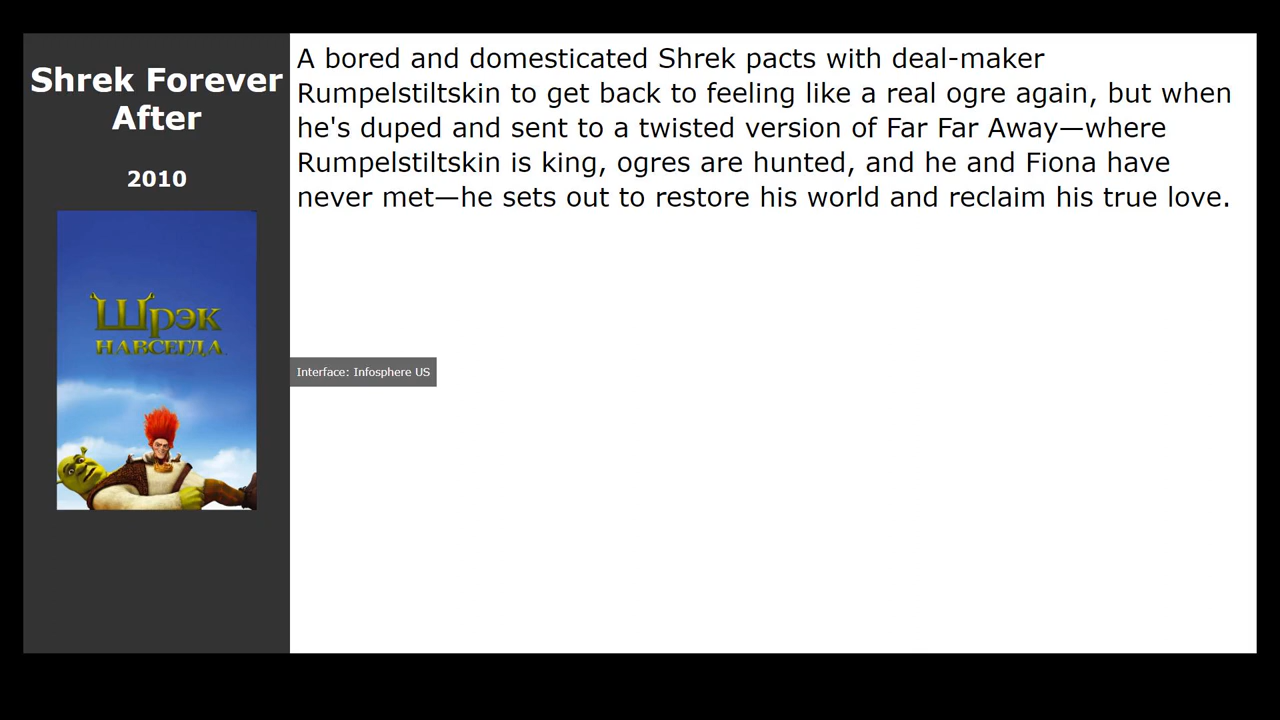 Shrek Forever
After
2010
Шрэк
НАВСЕГДА
A bored and domesticated Shrek pacts with deal-maker
Rumpelstiltskin to get back to feeling like a real ogre again, but when
he's duped and sent to a twisted version of Far Far Away—where
Rumpelstiltskin is king, ogres are hunted, and he and Fiona have
never met—he sets out to restore his world and reclaim his true love.
Interface: Infosphere US